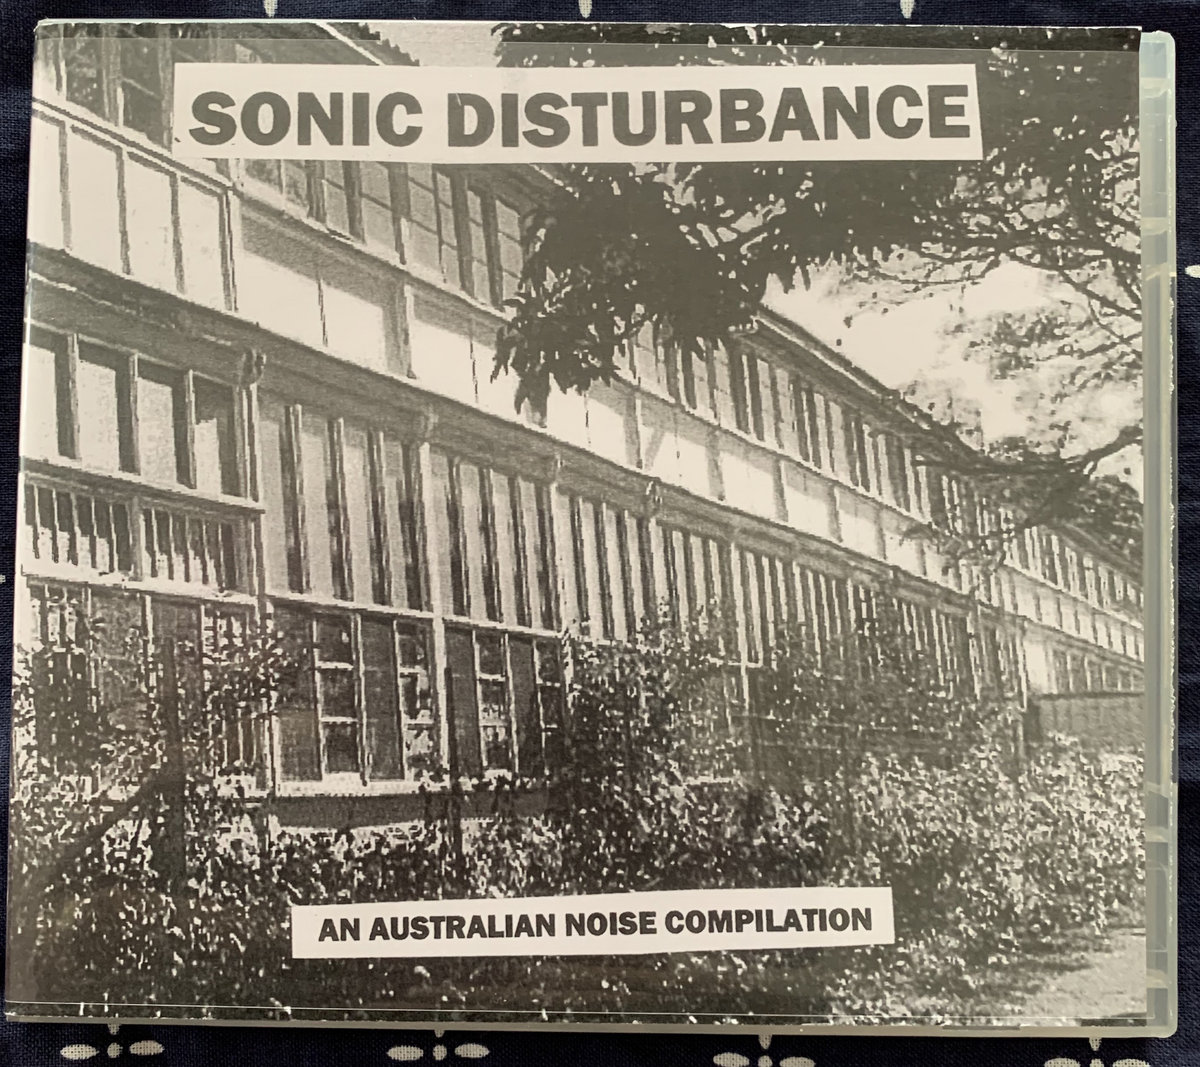 SONIC DISTURBANCE
AN AUSTRALIAN NOISE COMPILATION